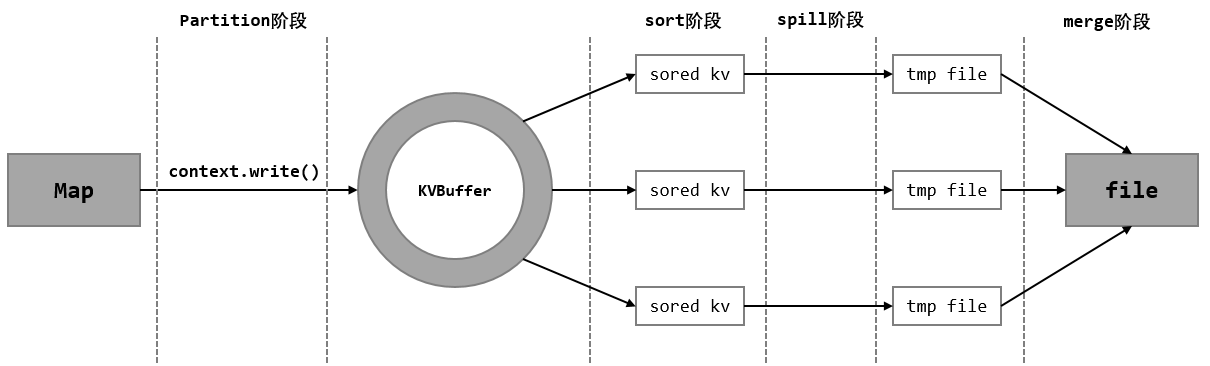 Partition阶段
sort阶段
spill阶段
merge阶段
sored kv
tmp file
context.write()
Map
KVBuffer
sored kv
tmp file
file
sored kv
tmp file